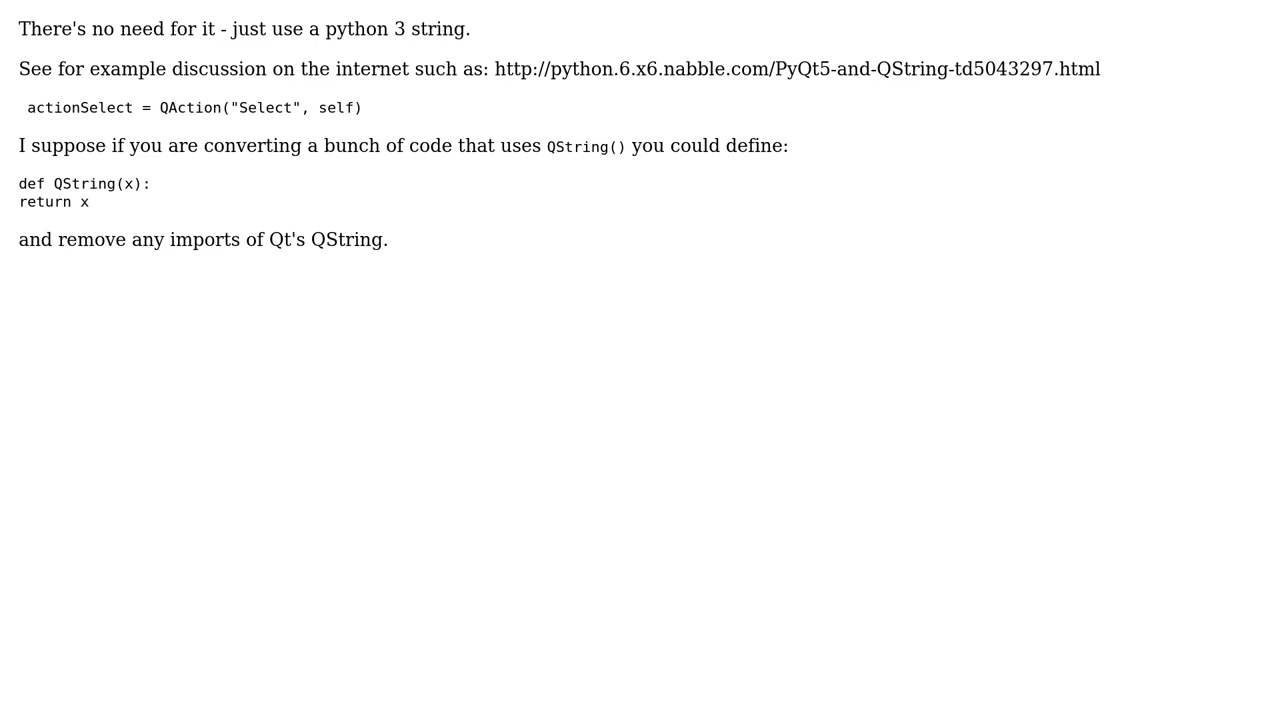 There's no need for it - just use a python 3 string.
See for example discussion on the internet such as: http://python.6.x6.nabble.com/PyQt5-and-QString-td5043297.html
actionSelect = QAction("Select", self)
I suppose if you are converting a bunch of code that uses QString() you could define:
def QString(x):
return x
and remove any imports of Qt's QString.